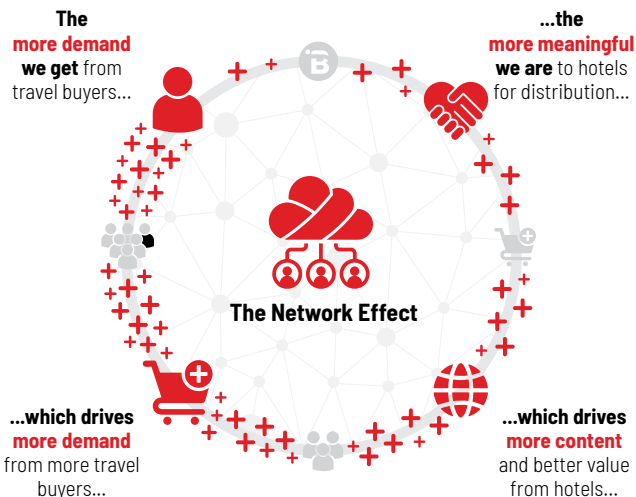 The
more demand
we get from
travel buyers...
...the
more meaningful
we are to hotels
for distribution...
B
The Network Effect
...which drives
more demand
from more travel
buyers...
...which drives
more content
and better value
from hotels...